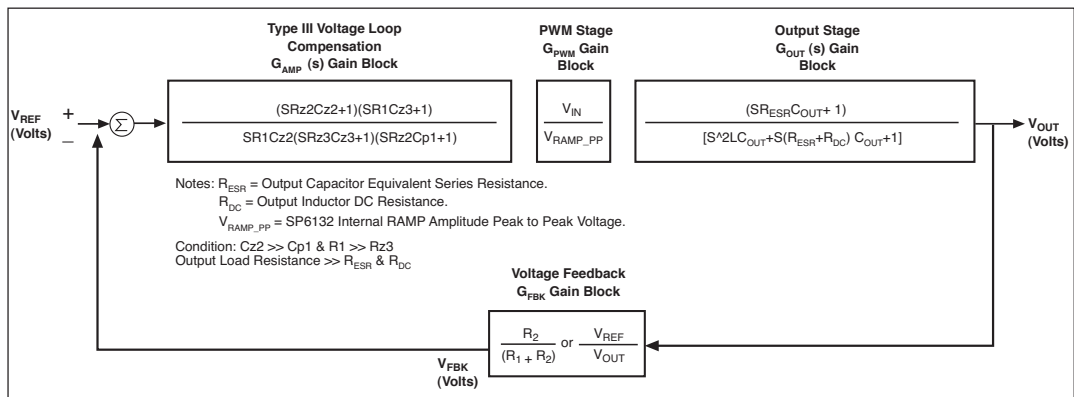 Type III Voltage Loop
Compensation
G_AMP (s) Gain Block
PWM Stage
G_PWM Gain
Block
Output Stage
G_OUT (s) Gain
Block
V_REF
(Volts)
+
−
Σ
(SRz2Cz2+1)(SR1Cz3+1)
SR1Cz2(SRz3Cz3+1)(SRz2Cp1+1)
V_IN
V_RAMP_PP
(SR_ESRC_OUT+ 1)
[S^2LC_OUT+S(R_ESR+R_DC) C_OUT+1]
V_OUT
(Volts)
Notes: R_ESR = Output Capacitor Equivalent Series Resistance.
R_DC = Output Inductor DC Resistance.
V_RAMP_PP = SP6132 Internal RAMP Amplitude Peak to Peak Voltage.
Condition: Cz2 >> Cp1 & R1 >> Rz3
Output Load Resistance >> R_ESR & R_DC
Voltage Feedback
G_FBK Gain Block
R_2
(R_1 + R_2)
or
V_REF
V_OUT
V_FBK
(Volts)